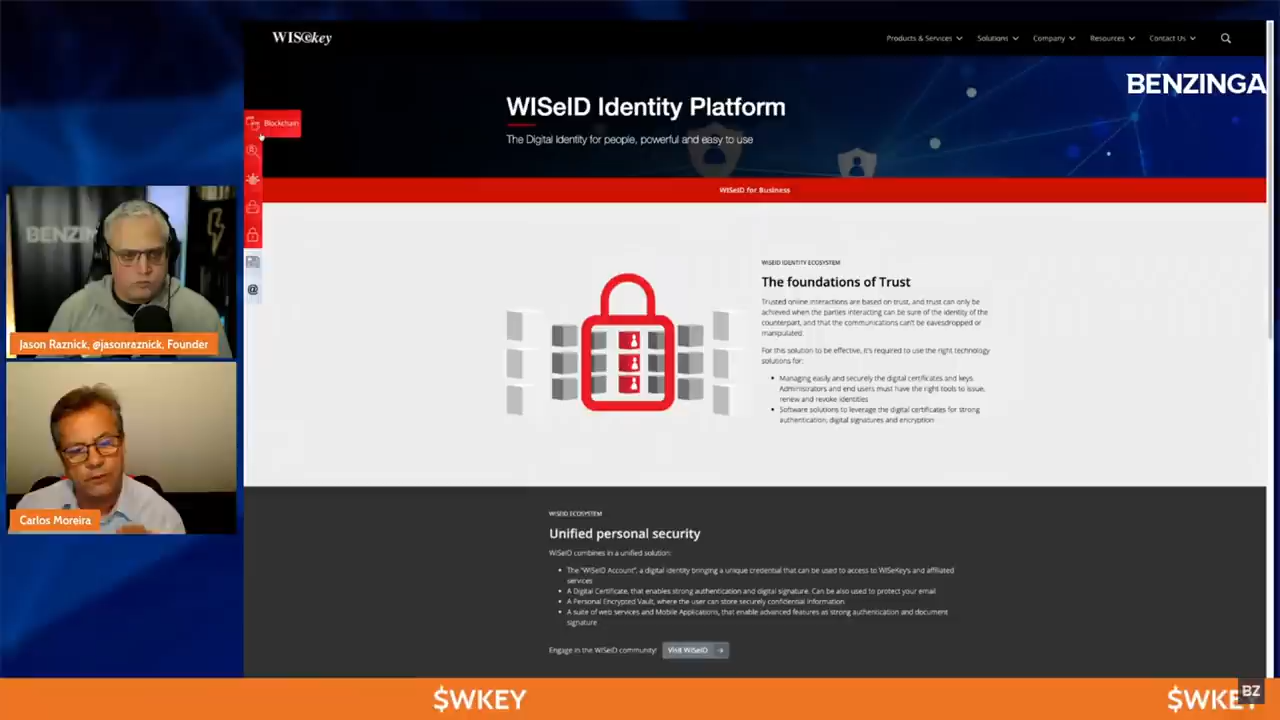 WISekey
Products & Services
Solutions
Company
Resources
Contact Us
BENZINGA
WISeID Identity Platform
The Digital Identity for people, powerful and easy to use
Blockchain
WISeID for Business
BENZIN
Jason Raznick, @jasonraznick, Founder
Carlos Moreira
@
WISEID IDENTITY ECOSYSTEM
The foundations of Trust
Trusted online interactions are based on trust, and trust can only be
achieved when the parties interacting can be sure of the identity of the
counterpart, and that the communications can't be eavesdropped or
manipulated.
For this solution to be effective, it's required to use the right technology
solutions for:
• Managing easily and securely the digital certificates and keys.
Administrators and end users must have the right tools to issue,
renew and revoke identities
• Software solutions to leverage the digital certificates for strong
authentication, digital signatures and encryption
WISEID ECOSYSTEM
Unified personal security
WISeID combines in a unified solution:
• The "WISeID Account", a digital identity bringing a unique credential that can be used to access to WISeKey's and affiliated
services
• A Digital Certificate, that enables strong authentication and digital signature. Can also be used to protect your email
• A Personal Encrypted Vault, where the user can store securely confidential information
• A suite of web services and Mobile Applications, that enable advanced features as strong authentication and document
signature
Engage in the WISeID community!
Visit WISeID →
$WKEY
$WKEY
BZ